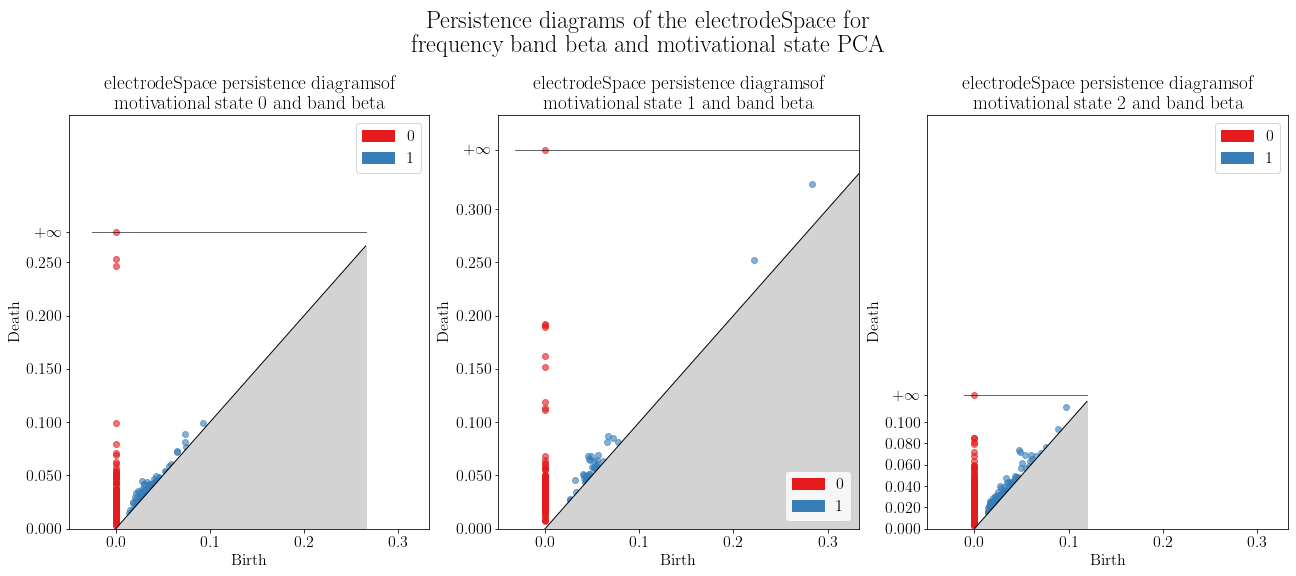 Persistence diagrams of the electrodeSpace for
frequency band beta and motivational state PCA
electrodeSpace persistence diagramsof
motivational state 0 and band beta
0
1
+∞
0.250
0.200
0.150
0.100
0.050
0.000
Death
0.0 0.1 0.2 0.3
Birth
electrodeSpace persistence diagramsof
motivational state 1 and band beta
+∞
0.300
0.250
0.200
0.150
0.100
0.050
0.000
Death
0
1
0.0 0.1 0.2 0.3
Birth
electrodeSpace persistence diagramsof
motivational state 2 and band beta
0
1
+∞
0.100
0.080
0.060
0.040
0.020
0.000
Death
0.0 0.1 0.2 0.3
Birth